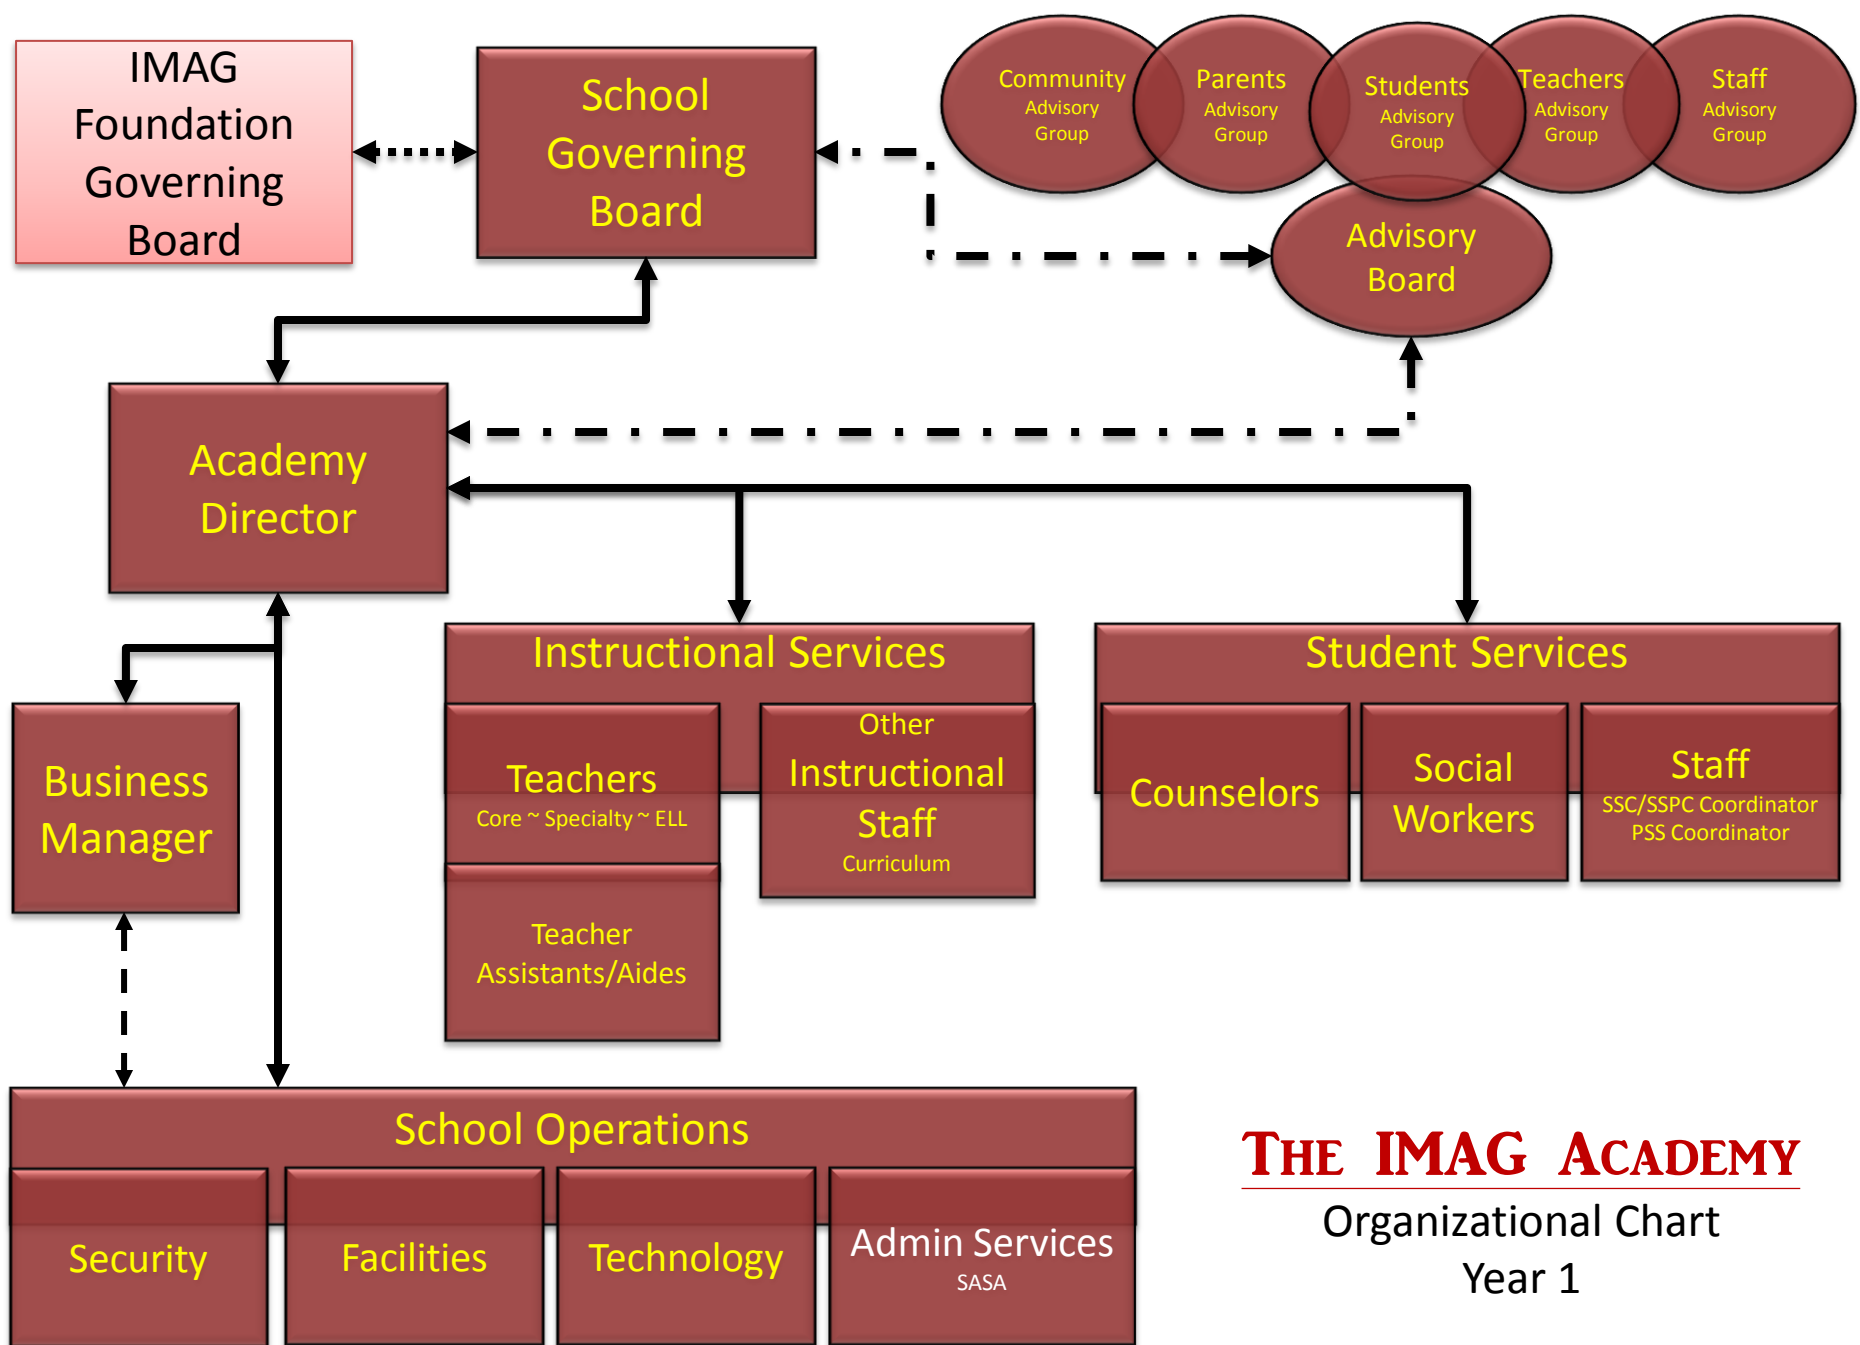 IMAG
Foundation
Governing
Board
School
Governing
Board
Community
Advisory
Group
Parents
Advisory
Group
Students
Advisory
Group
Teachers
Advisory
Group
Staff
Advisory
Group
Advisory
Board
Academy
Director
Business
Manager
Instructional Services
Teachers
Core ~ Specialty ~ ELL
Teacher
Assistants/Aides
Other
Instructional
Staff
Curriculum
Student Services
Counselors
Social
Workers
Staff
SSC/SSPC Coordinator
PSS Coordinator
School Operations
Security
Facilities
Technology
Admin Services
SASA
THE IMAG ACADEMY
Organizational Chart
Year 1